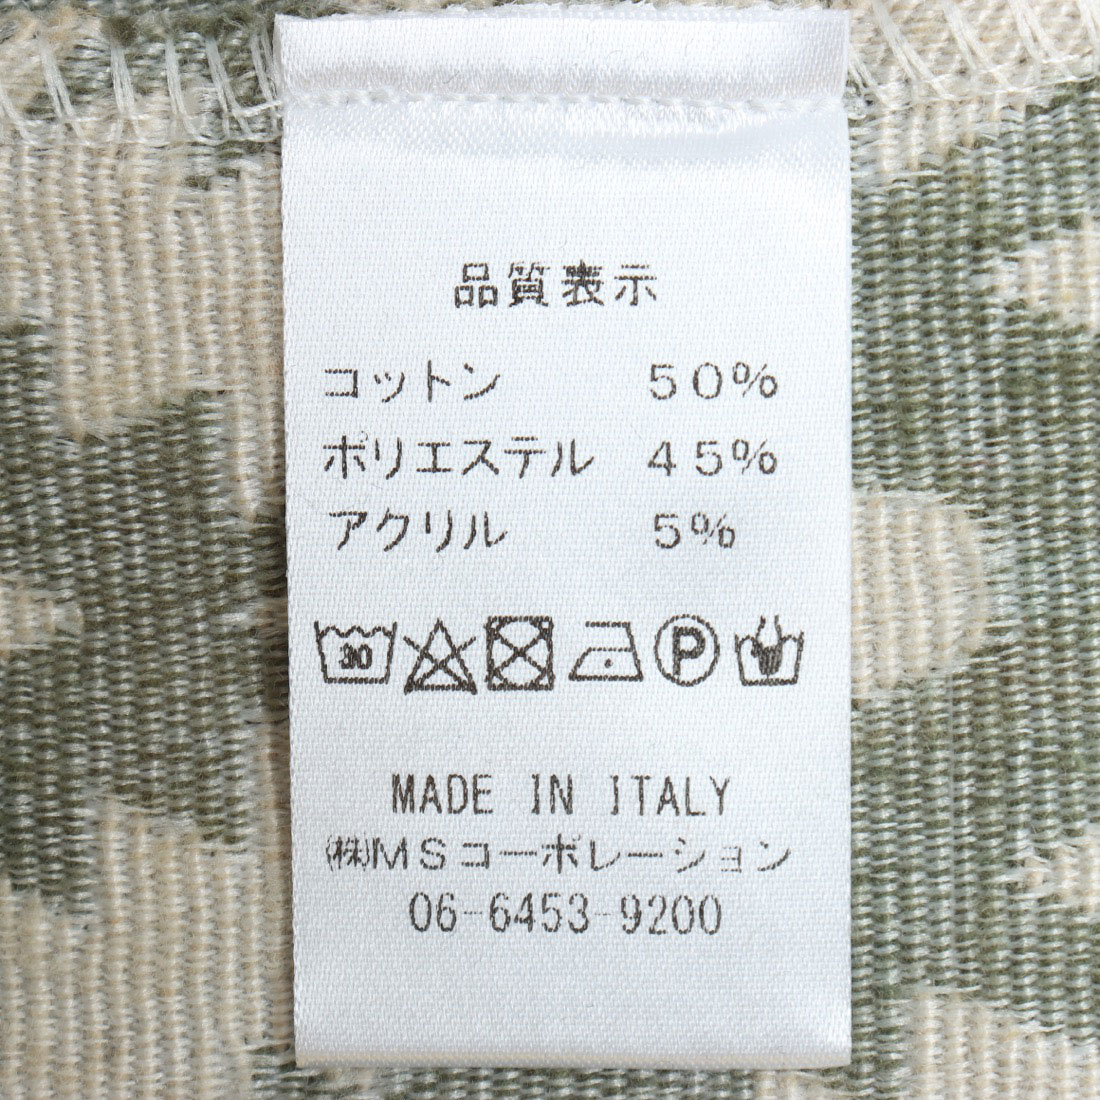 品質表示
コットン 50%
ポリエステル 45%
アクリル 5%
30 P
MADE IN ITALY
㈱MSコーポレーション
06-6453-9200